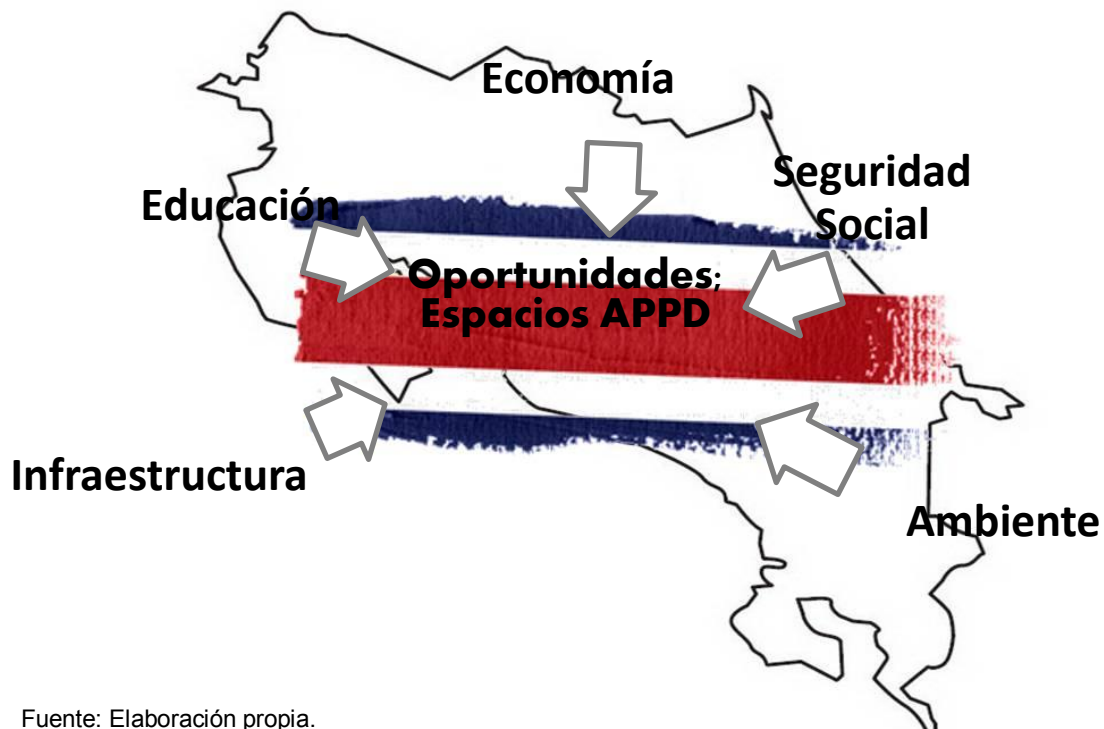 Economía
Seguridad
Social
Educación
Oportunidades;
Espacios APPD
Infraestructura
Ambiente
Fuente: Elaboración propia.